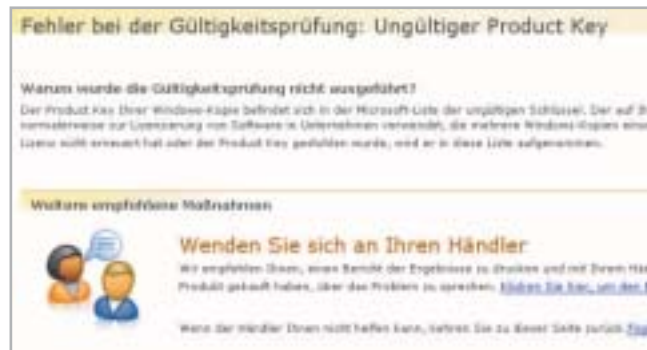 Fehler bei der Gültigkeitsprüfung: Ungültiger Product Key
Warum wurde die Gültigkeitsprüfung nicht ausgeführt?
Der Product Key Ihrer Windows-Kopie befindet sich in der Microsoft-Liste der ungültigen Schlüssel. Der auf
normalerweise zur Lizenzierung von Software in Unternehmen verwendet, die mehrere Windows-Kopien
Lizenz nicht erneuert hat oder der Product Key gestohlen wurde, wird er in diese Liste aufgenommen.
Weitere empfohlene Maßnahmen
Wenden Sie sich an Ihren Händler
Wir empfehlen Ihnen, einen Bericht der Ergebnisse zu drucken und mit Ihrem
Produkt gekauft haben, über das Problem zu sprechen. Klicken Sie hier, um den
Wenn der Händler Ihnen nicht helfen kann, kehren Sie zu dieser Seite zurück.